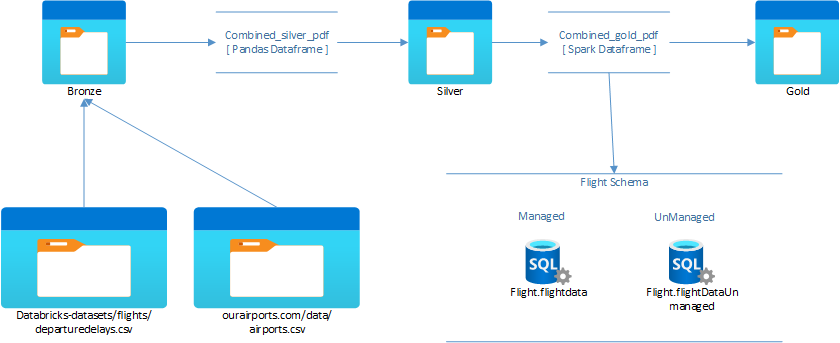 Combined_silver_pdf
[ Pandas Dataframe ]
Combined_gold_pdf
[ Spark Dataframe ]
Bronze
Silver
Gold
Flight Schema
Managed
UnManaged
SQL
SQL
Flight.flightdata
Flight.flightDataUn
managed
Databricks-datasets/flights/
departuredelays.csv
ourairports.com/data/
airports.csv